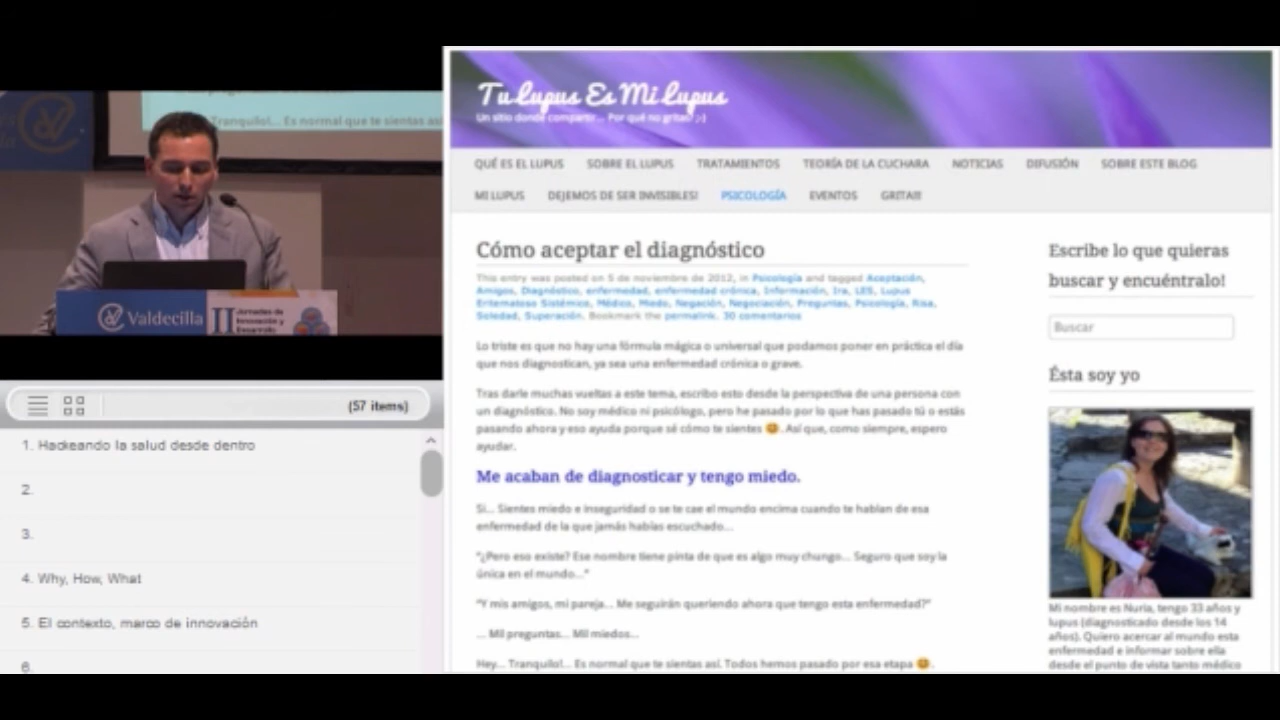 Tranquilo!... Es normal que te sientas así
Valdecilla
II
Jornadas de
Innovación y
Desarrollo
(57 items)
1. Hackeando la salud desde dentro
2.
3.
4. Why, How, What
5. El contexto, marco de innovación
6.
Tu Lupus Es Mi Lupus
Un sitio donde compartir... Por qué no gritar? ;-)
QUÉ ES EL LUPUS SOBRE EL LUPUS TRATAMIENTOS TEORÍA DE LA CUCHARA NOTICIAS DIFUSIÓN SOBRE ESTE BLOG
MI LUPUS DEJEMOS DE SER INVISIBLES! PSICOLOGÍA EVENTOS GRITA!!!
Cómo aceptar el diagnóstico
This entry was posted on 5 de noviembre de 2012, in Psicología and tagged Aceptación,
Amigos, Diagnóstico, enfermedad, enfermedad crónica, Información, Ira, LES, Lupus
Eritematoso Sistémico, Médico, Miedo, Negación, Negociación, Preguntas, Psicología, Risa,
Soledad, Superación. Bookmark the permalink. 30 comentarios
Lo triste es que no hay una fórmula mágica o universal que podamos poner en práctica el día
que nos diagnostican, ya sea una enfermedad crónica o grave.
Tras darle muchas vueltas a este tema, escribo esto desde la perspectiva de una persona con
un diagnóstico. No soy médico ni psicólogo, pero he pasado por lo que has pasado tú o estás
pasando ahora y eso ayuda porque sé cómo te sientes 😀. Así que, como siempre, espero
ayudar.
Me acaban de diagnosticar y tengo miedo.
Si... Sientes miedo e inseguridad o se te cae el mundo encima cuando te hablan de esa
enfermedad de la que jamás habías escuchado...
"¿Pero eso existe? Ese nombre tiene pinta de que es algo muy chungo... Seguro que soy la
única en el mundo..."
"Y mis amigos, mi pareja... Me seguirán queriendo ahora que tengo esta enfermedad?"
... Mil preguntas... Mil miedos...
Hey... Tranquilo!... Es normal que te sientas así. Todos hemos pasado por esa etapa 😀.
Escribe lo que quieras
buscar y encuéntralo!
Buscar
Ésta soy yo
Mi nombre es Nuria, tengo 33 años y
lupus (diagnosticado desde los 14
años). Quiero acercar al mundo esta
enfermedad e informar sobre ella
desde el punto de vista tanto médico